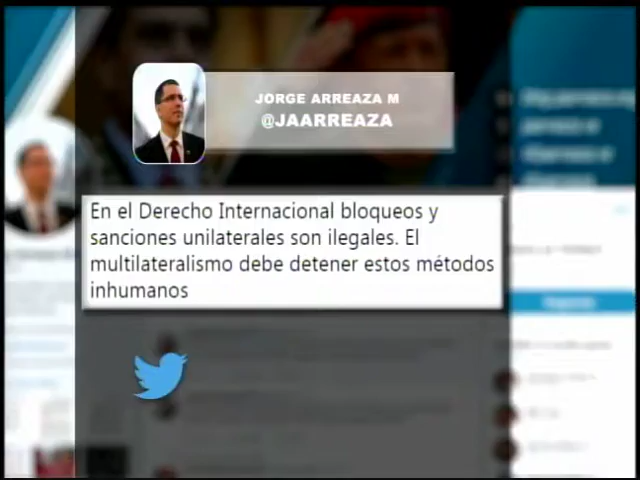 JORGE ARREAZA M
@JAARREAZA
En el Derecho Internacional bloqueos y
sanciones unilaterales son ilegales. El
multilateralismo debe detener estos métodos
inhumanos